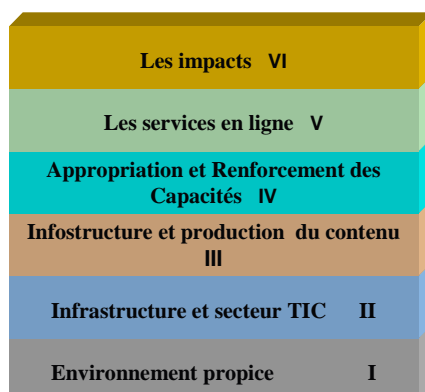 Les impacts VI
Les services en ligne V
Appropriation et Renforcement des
Capacités IV
Infostructure et production du contenu
III
Infrastructure et secteur TIC II
Environnement propice I